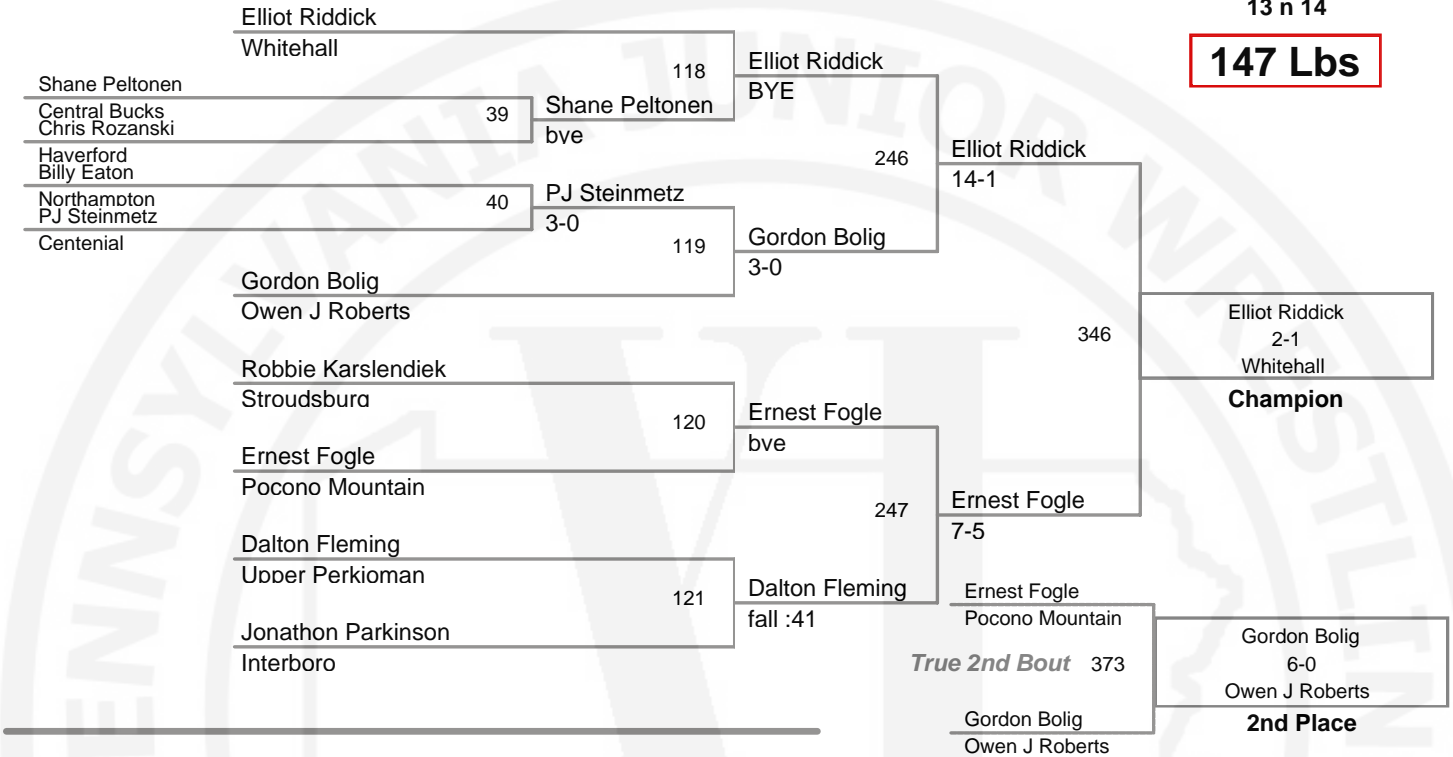 13 n 14
147 Lbs
Elliot Riddick
Whitehall
118
Elliot Riddick
BYE
Shane Peltonen
Central Bucks
39
Shane Peltonen
bye
Chris Rozanski
Haverford
246
Elliot Riddick
14-1
Billy Eaton
Northampton
40
PJ Steinmetz
3-0
PJ Steinmetz
Centenial
119
Gordon Bolig
3-0
Gordon Bolig
Owen J Roberts
346
Elliot Riddick
2-1
Whitehall
Champion
Robbie Karslendiek
Stroudsburg
120
Ernest Fogle
bye
Ernest Fogle
Pocono Mountain
247
Ernest Fogle
7-5
Dalton Fleming
Upper Perkioman
121
Dalton Fleming
fall :41
Jonathon Parkinson
Interboro
Ernest Fogle
Pocono Mountain
True 2nd Bout 373
Gordon Bolig
6-0
Owen J Roberts
2nd Place
Gordon Bolig
Owen J Roberts
PENNSYLVANIA JUNIOR WRESTLING